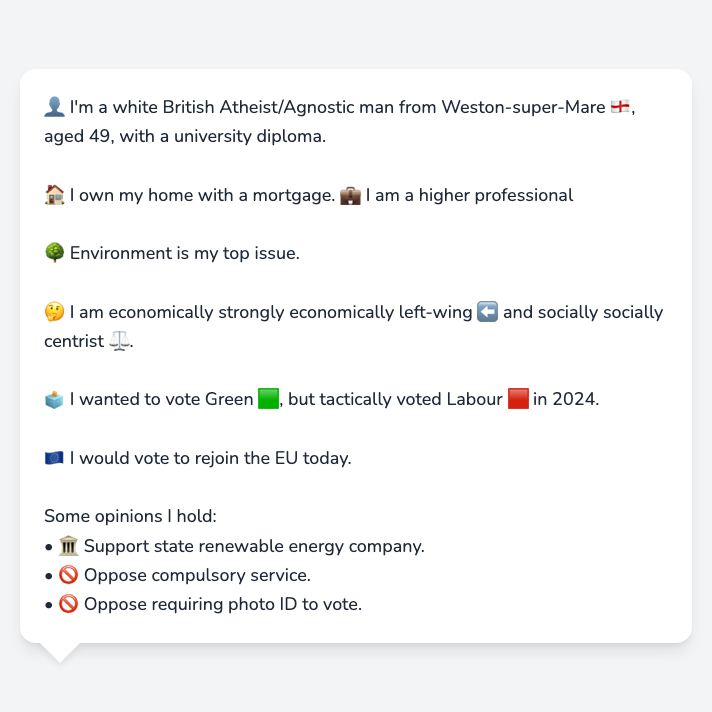 👤 I'm a white British Atheist/Agnostic man from Weston-super-Mare 🏴󠁧󠁢󠁥󠁮󠁧󠁿,
aged 49, with a university diploma.
🏠 I own my home with a mortgage. 💼 I am a higher professional
🌳 Environment is my top issue.
🤔 I am economically strongly economically left-wing ⬅️ and socially socially
centrist ⚖️.
🗳️ I wanted to vote Green 🟩, but tactically voted Labour 🟥 in 2024.
🇪🇺 I would vote to rejoin the EU today.
Some opinions I hold:
• 🏛️ Support state renewable energy company.
• 🚫 Oppose compulsory service.
• 🚫 Oppose requiring photo ID to vote.